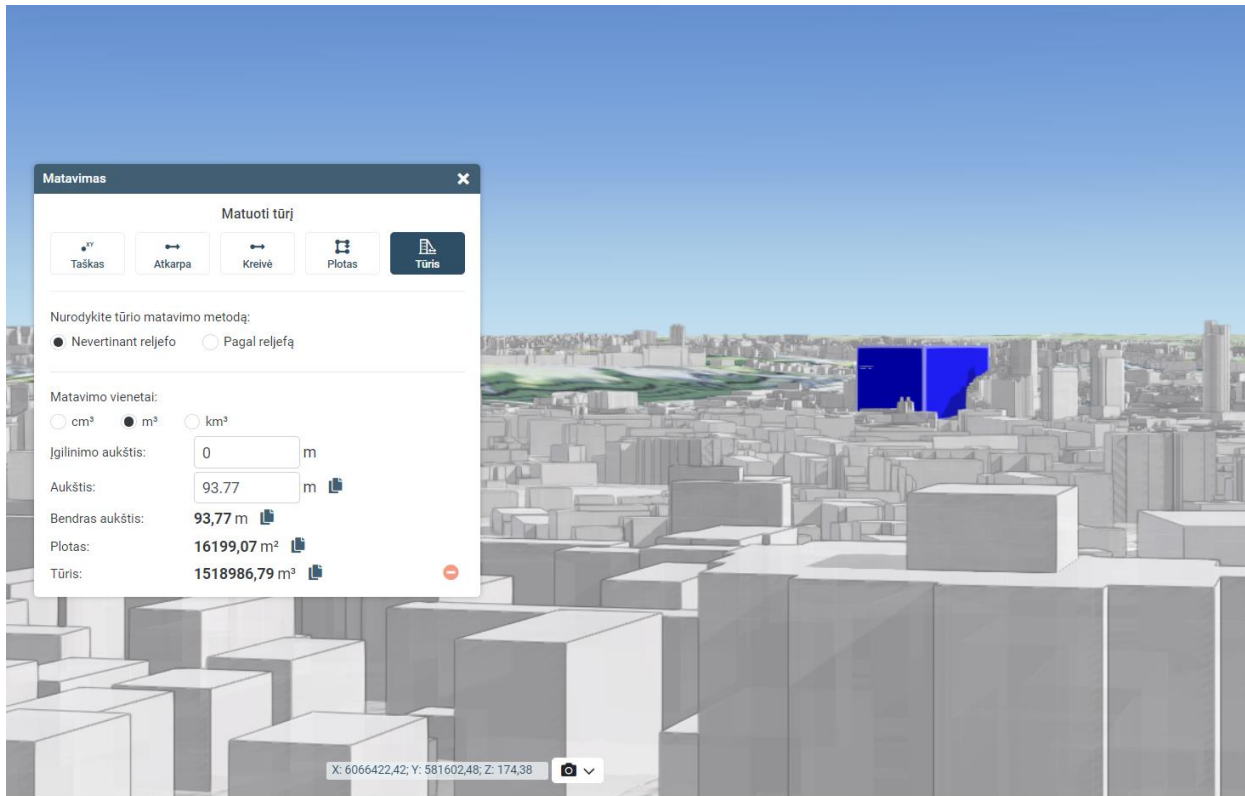 Matavimas
Matuoti tūrį
XY
Taškas Atkarpa Kreivė Plotas Tūris
Nurodykite tūrio matavimo metodą:
Nevertinant reljefo Pagal reljefą
Matavimo vienetai:
cm³ m³ km³
Įgilinimo aukštis: 0 m
Aukštis: 93.77 m
Bendras aukštis: 93,77 m
Plotas: 16199,07 m²
Tūris: 1518986,79 m³
X: 6066422,42; Y: 581602,48; Z: 174,38